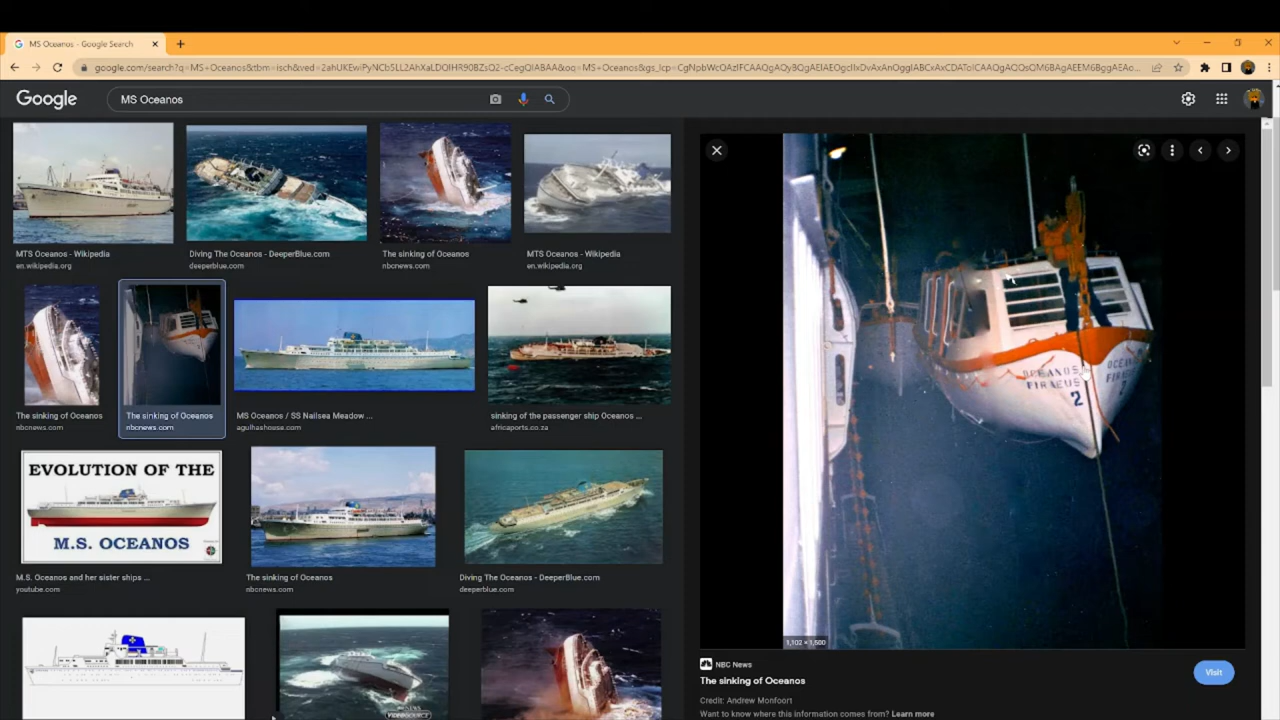 MS Oceanos - Google Search
Google
MS Oceanos
MTS Oceanos - Wikipedia
en.wikipedia.org
Diving The Oceanos - DeeperBlue.com
deeperblue.com
The sinking of Oceanos
nbcnews.com
MTS Oceanos - Wikipedia
en.wikipedia.org
The sinking of Oceanos
nbcnews.com
The sinking of Oceanos
nbcnews.com
MS Oceanos / SS Nailsea Meadow ...
agulhashouse.com
sinking of the passenger ship Oceanos ...
africaports.co.za
EVOLUTION OF THE
M.S. OCEANOS
M.S. Oceanos and her sister ships ...
youtube.com
The sinking of Oceanos
nbcnews.com
Diving The Oceanos - DeeperBlue.com
deeperblue.com
VIDEOSOURCE
OCEANOS
PIRAEUS
2
1,102 × 1,500
NBC News
The sinking of Oceanos
Visit
Credit: Andrew Monfoort
Want to know where this information comes from? Learn more